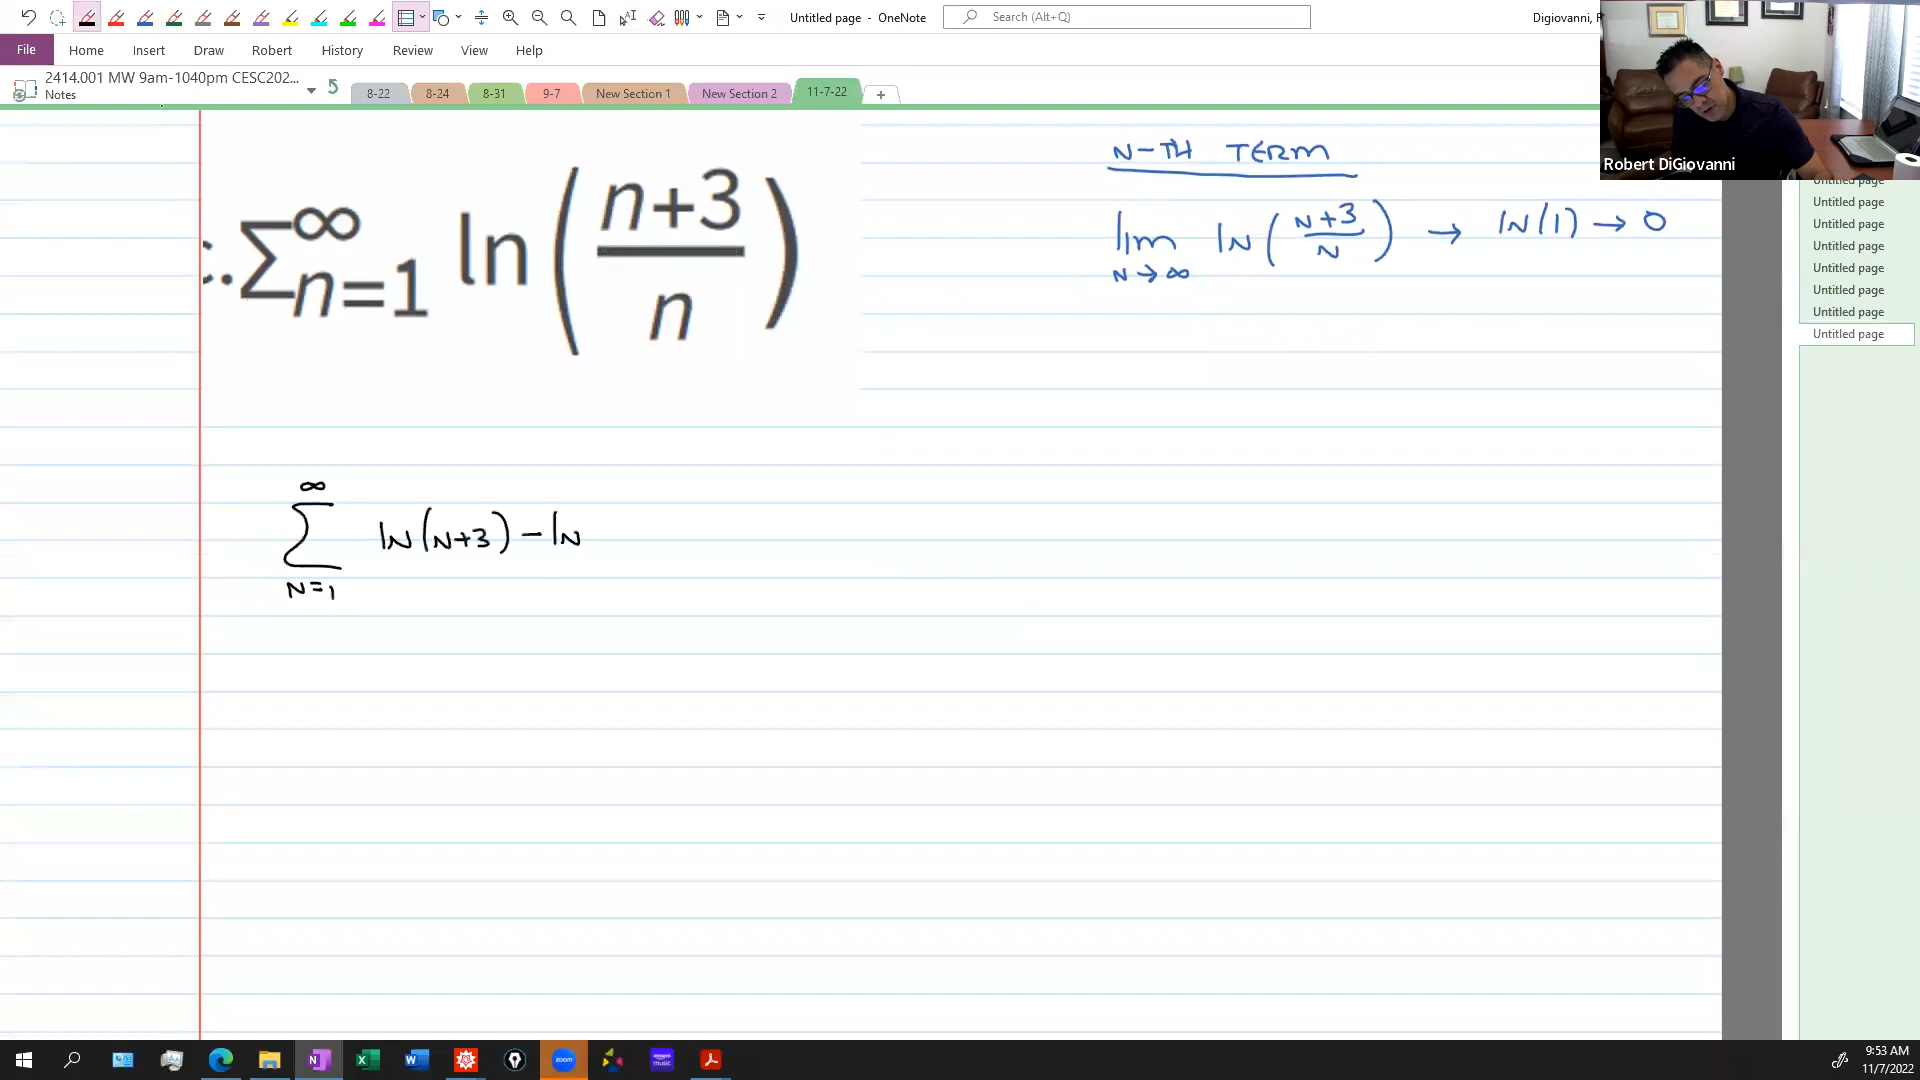 Untitled page - OneNote
Search (Alt+Q)
Digiovanni, R
File Home Insert Draw Robert History Review View Help
2414.001 MW 9am-1040pm CESC202...
Notes
8-22 8-24 8-31 9-7 New Section 1 New Section 2 11-7-22 +
Robert DiGiovanni
Untitled page
Untitled page
Untitled page
Untitled page
Untitled page
Untitled page
Untitled page
Untitled page
:. ∑_{n=1}^{∞} ln((n+3)/n)
N-TH TERM
lim_{N→∞} ln((N+3)/N) → ln(1) → 0
∑_{N=1}^{∞} ln(N+3) - ln
zoom
amazon music
9:53 AM
11/7/2022